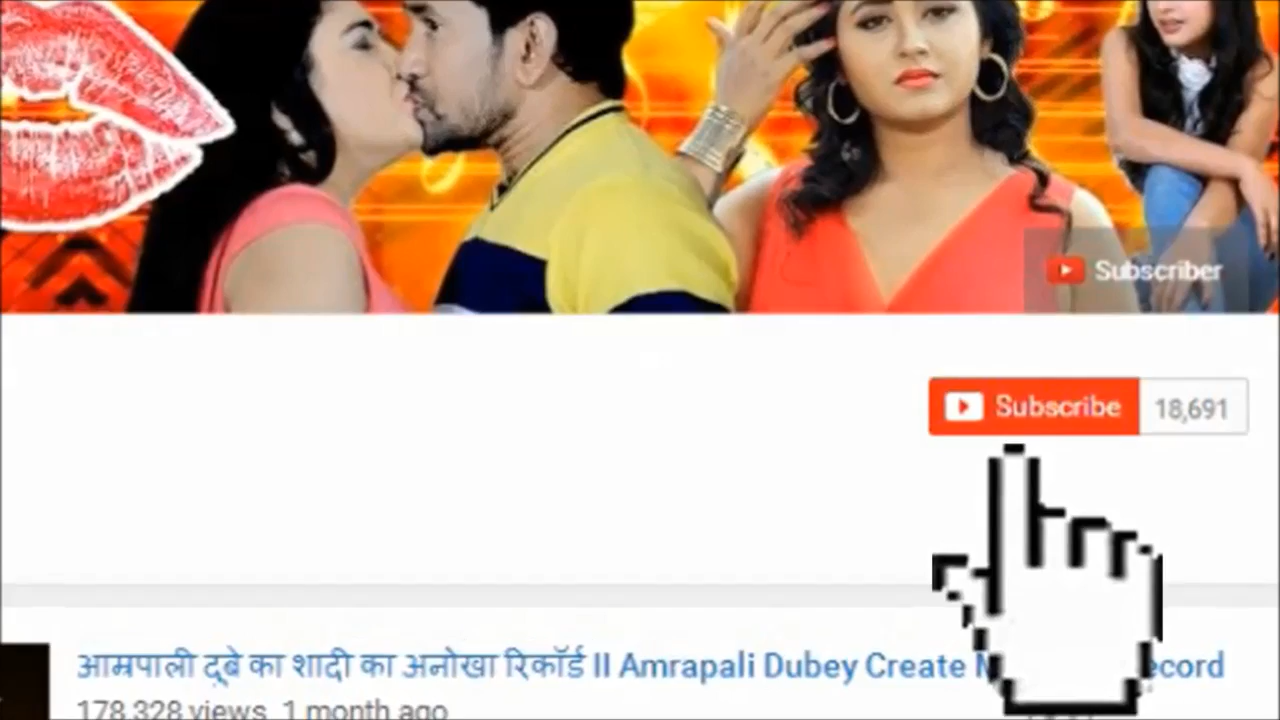 Subscriber
Subscribe 18,691
आम्रपाली दूबे का शादी का अनोखा रिकॉर्ड II Amrapali Dubey Create
178,328 views 1 month ago